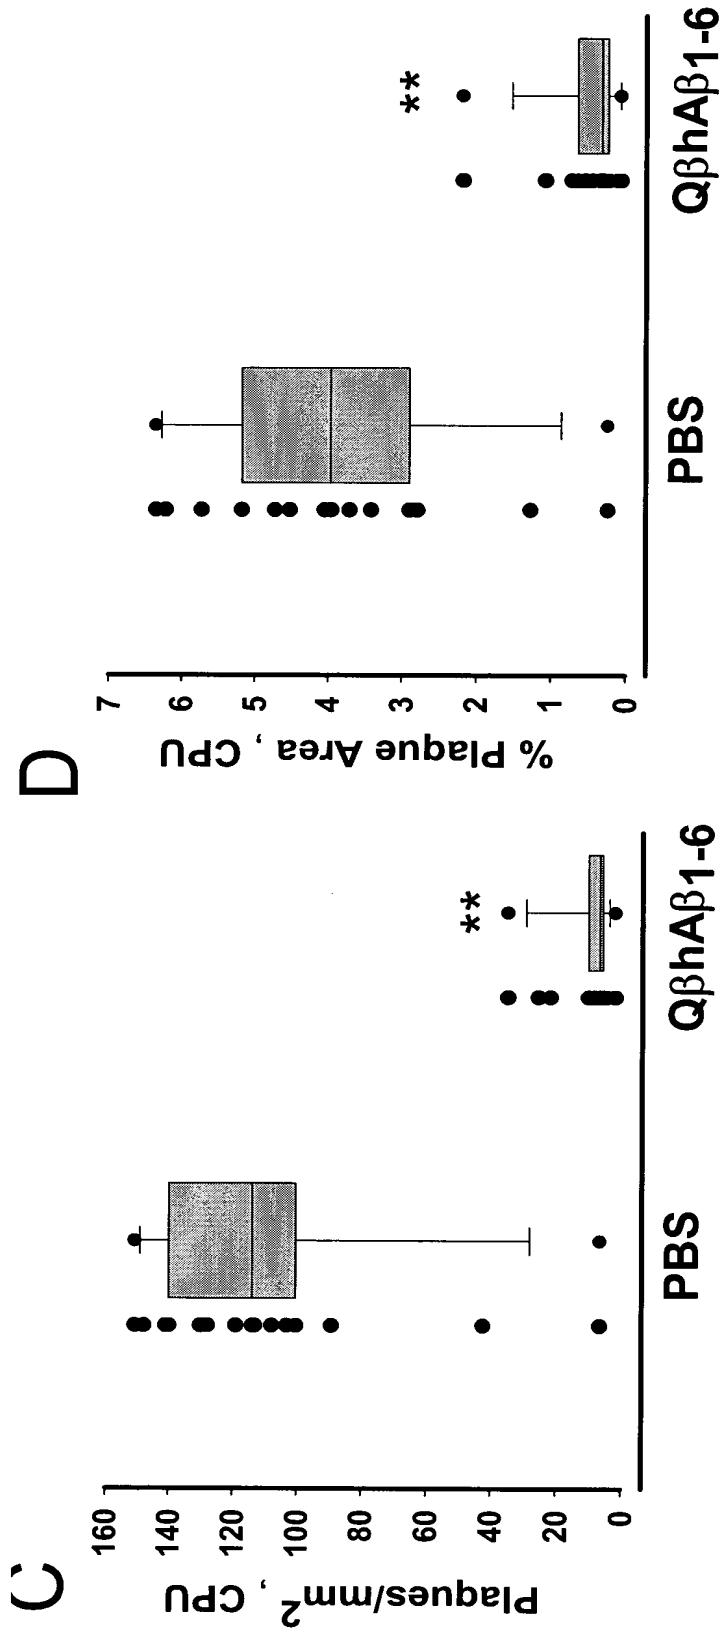 C
Plaques/mm², CPU
160
140
120
100
80
60
40
20
0
**
PBS
QβhAβ1-6
D
% Plaque Area , CPU
7
6
5
4
3
2
1
0
**
PBS
QβhAβ1-6